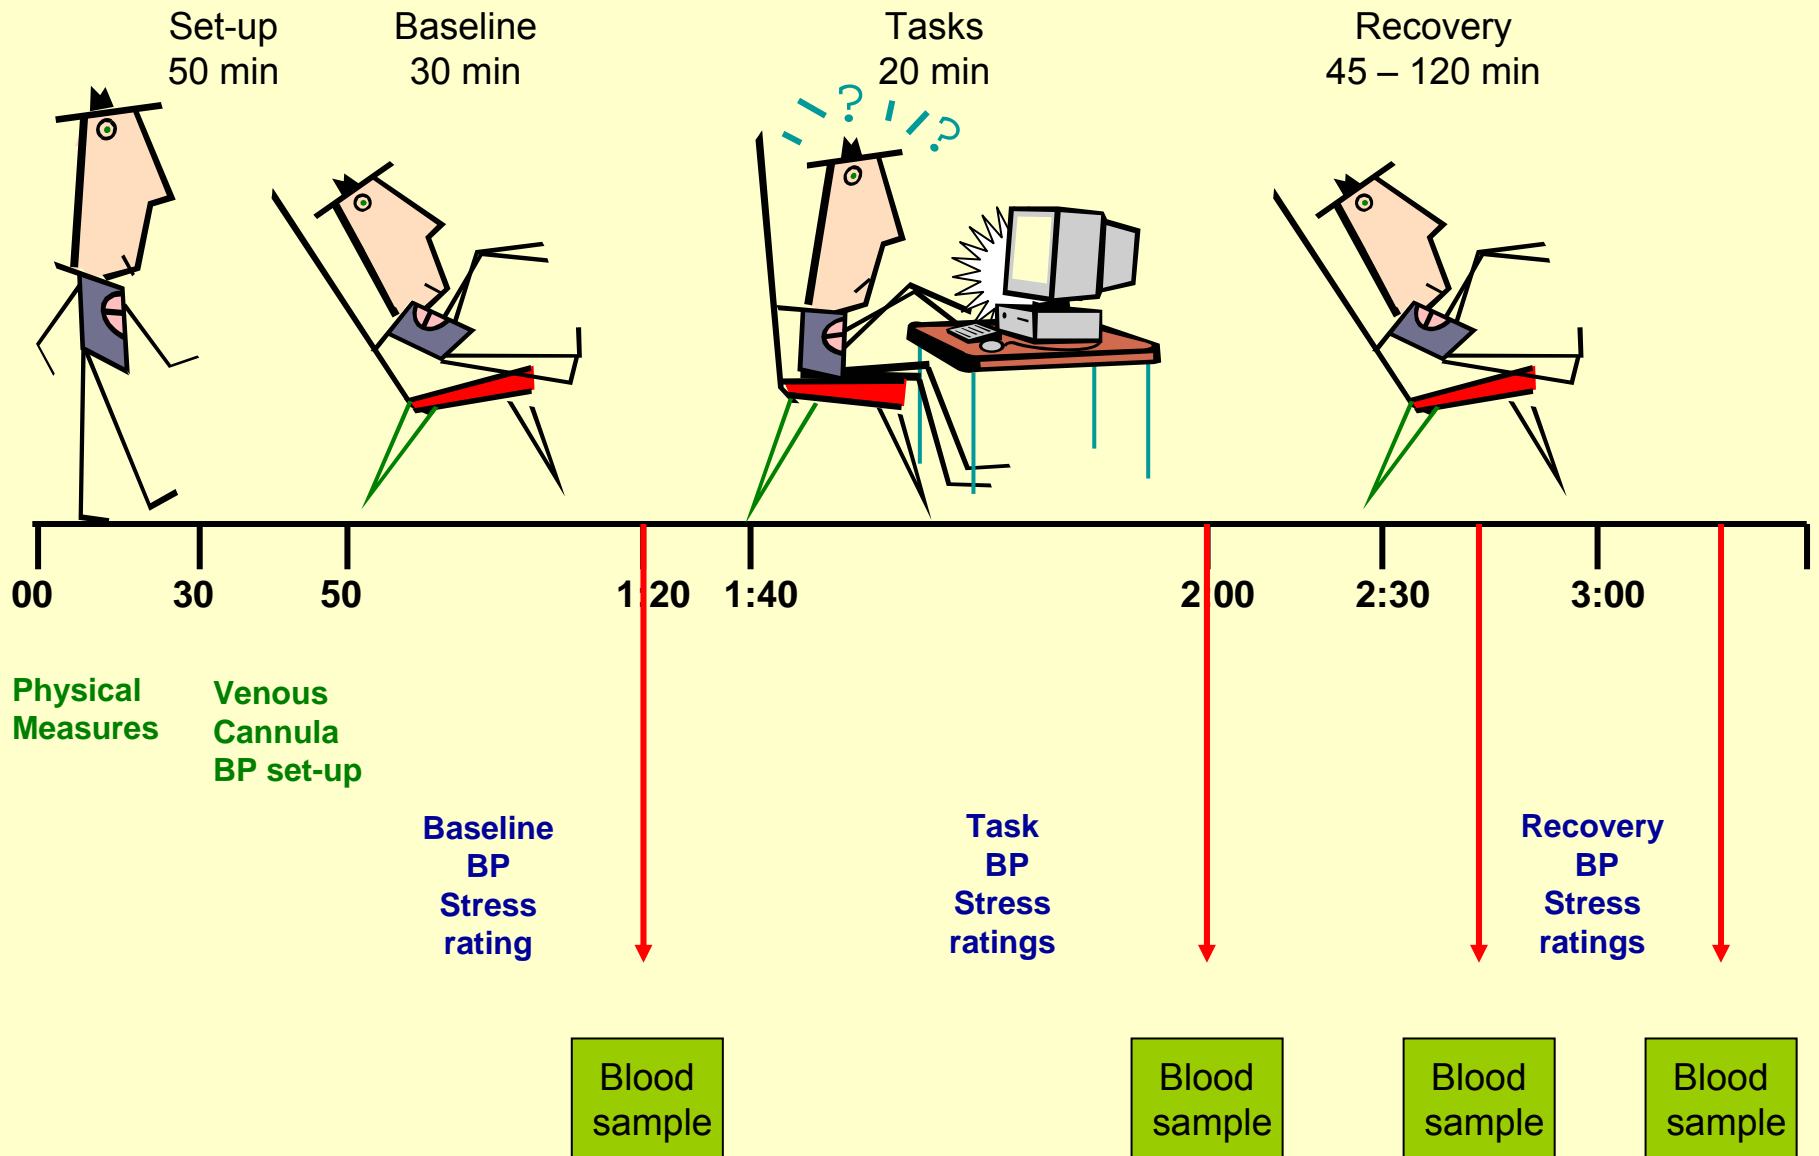 Set-up
50 min
Baseline
30 min
Tasks
20 min
Recovery
45 – 120 min
? ?
00 30 50 1:20 1:40 2:00 2:30 3:00
Physical
Measures
Venous
Cannula
BP set-up
Baseline
BP
Stress
rating
Task
BP
Stress
ratings
Recovery
BP
Stress
ratings
Blood
sample
Blood
sample
Blood
sample
Blood
sample